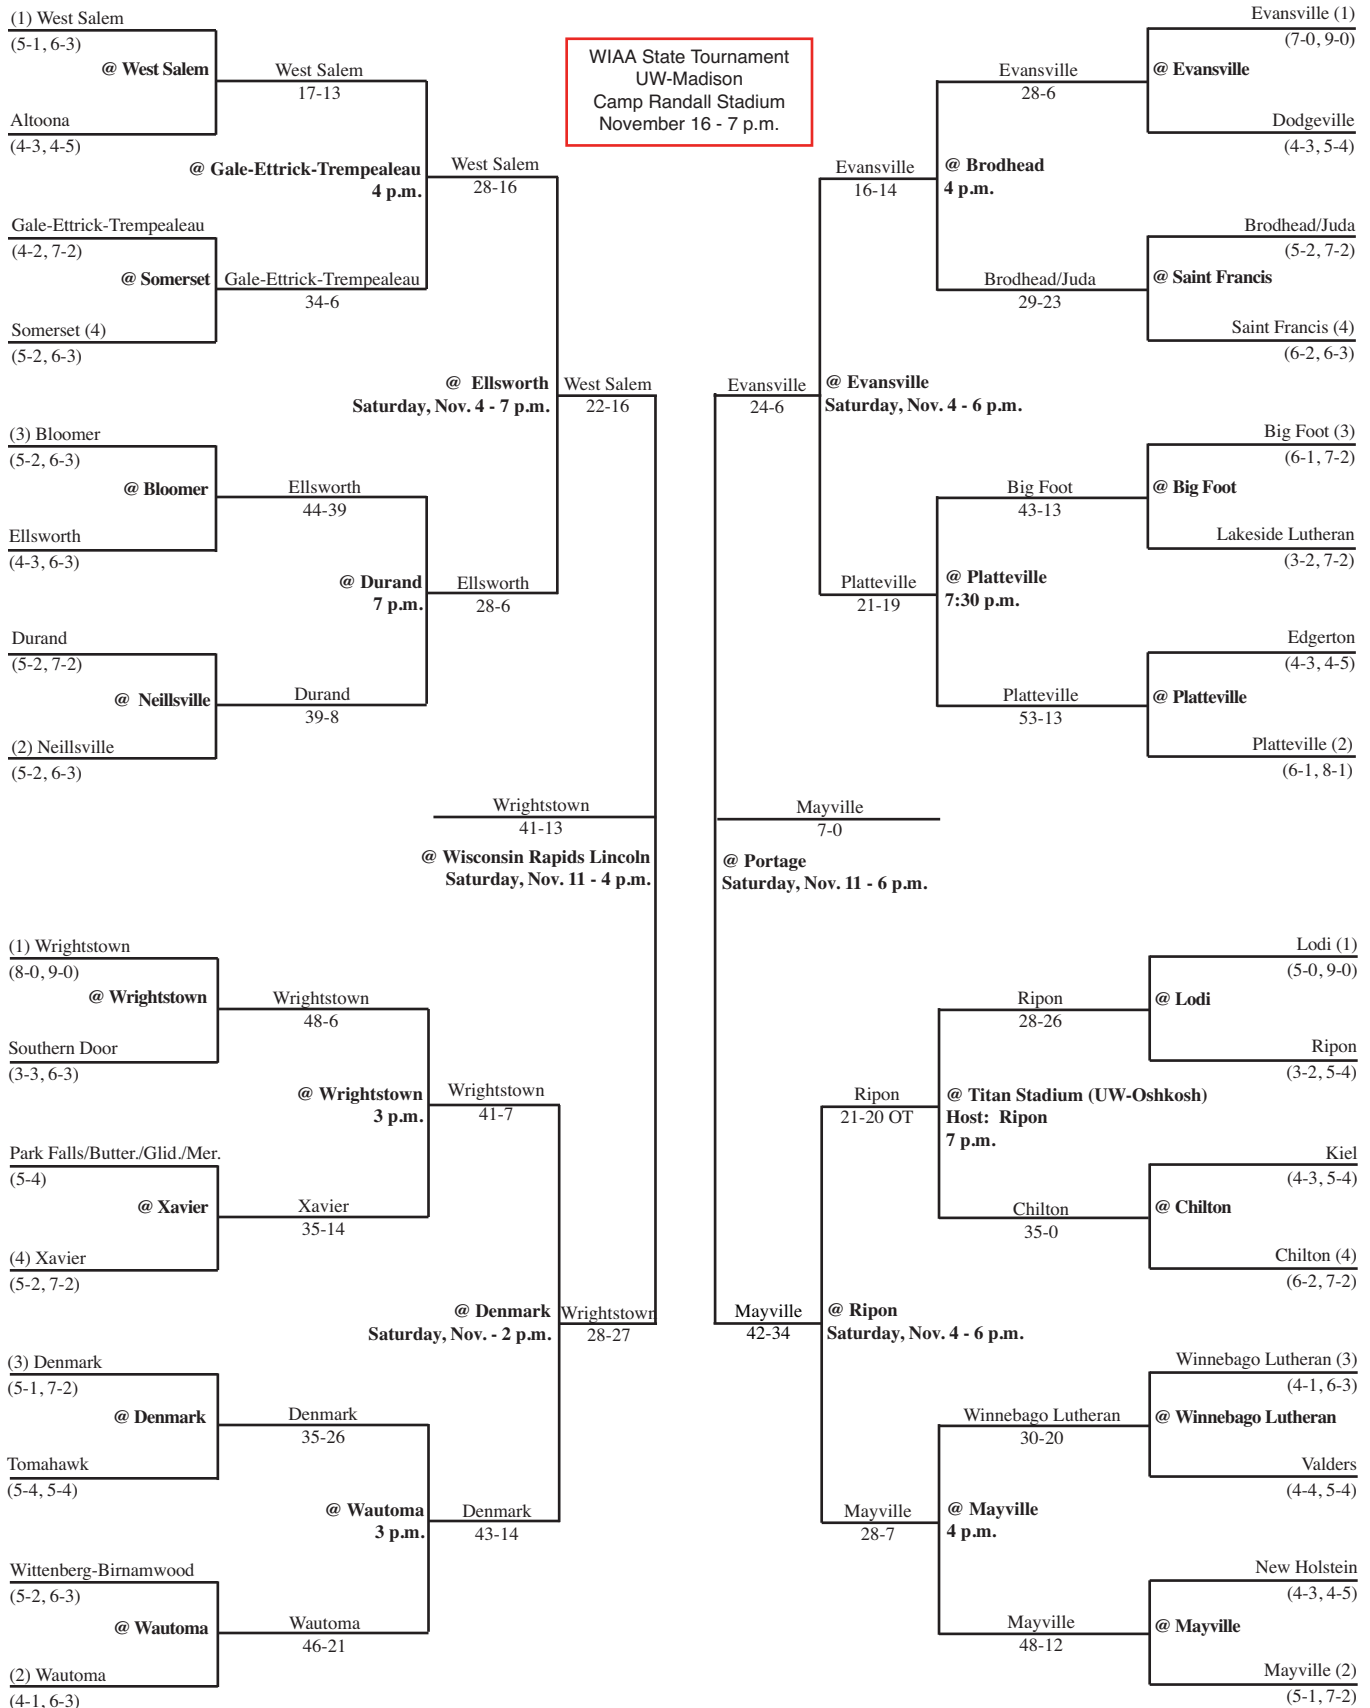 (1) West Salem
(5-1, 6-3)
@ West Salem
West Salem
17-13
Altoona
(4-3, 4-5)
@ Gale-Ettrick-Trempealeau
4 p.m.
West Salem
28-16
Gale-Ettrick-Trempealeau
(4-2, 7-2)
@ Somerset
Gale-Ettrick-Trempealeau
34-6
Somerset (4)
(5-2, 6-3)
@ Ellsworth
Saturday, Nov. 4 - 7 p.m.
West Salem
22-16
(3) Bloomer
(5-2, 6-3)
@ Bloomer
Ellsworth
44-39
Ellsworth
(4-3, 6-3)
@ Durand
7 p.m.
Ellsworth
28-6
Durand
(5-2, 7-2)
@ Neillsville
Durand
39-8
(2) Neillsville
(5-2, 6-3)
Wrightstown
41-13
@ Wisconsin Rapids Lincoln
Saturday, Nov. 11 - 4 p.m.
(1) Wrightstown
(8-0, 9-0)
@ Wrightstown
Wrightstown
48-6
Southern Door
(3-3, 6-3)
@ Wrightstown
3 p.m.
Wrightstown
41-7
Park Falls/Butter./Glid./Mer.
(5-4)
@ Xavier
Xavier
35-14
(4) Xavier
(5-2, 7-2)
@ Denmark
Saturday, Nov. - 2 p.m.
Wrightstown
28-27
(3) Denmark
(5-1, 7-2)
@ Denmark
Denmark
35-26
Tomahawk
(5-4, 5-4)
@ Wautoma
3 p.m.
Denmark
43-14
Wittenberg-Birnamwood
(5-2, 6-3)
@ Wautoma
Wautoma
46-21
(2) Wautoma
(4-1, 6-3)
WIAA State Tournament
UW-Madison
Camp Randall Stadium
November 16 - 7 p.m.
Evansville (1)
(7-0, 9-0)
@ Evansville
Evansville
28-6
Dodgeville
(4-3, 5-4)
Evansville
16-14
@ Brodhead
4 p.m.
Brodhead/Juda
(5-2, 7-2)
@ Saint Francis
Brodhead/Juda
29-23
Saint Francis (4)
(6-2, 6-3)
Evansville
24-6
@ Evansville
Saturday, Nov. 4 - 6 p.m.
Big Foot (3)
(6-1, 7-2)
@ Big Foot
Big Foot
43-13
Lakeside Lutheran
(3-2, 7-2)
Platteville
21-19
@ Platteville
7:30 p.m.
Edgerton
(4-3, 4-5)
@ Platteville
Platteville
53-13
Platteville (2)
(6-1, 8-1)
Mayville
7-0
@ Portage
Saturday, Nov. 11 - 6 p.m.
Lodi (1)
(5-0, 9-0)
@ Lodi
Ripon
28-26
Ripon
(3-2, 5-4)
Ripon
21-20 OT
@ Titan Stadium (UW-Oshkosh)
Host: Ripon
7 p.m.
Kiel
(4-3, 5-4)
@ Chilton
Chilton
35-0
Chilton (4)
(6-2, 7-2)
Mayville
42-34
@ Ripon
Saturday, Nov. 4 - 6 p.m.
Winnebago Lutheran (3)
(4-1, 6-3)
@ Winnebago Lutheran
Winnebago Lutheran
30-20
Valders
(4-4, 5-4)
Mayville
28-7
@ Mayville
4 p.m.
New Holstein
(4-3, 4-5)
@ Mayville
Mayville
48-12
Mayville (2)
(5-1, 7-2)